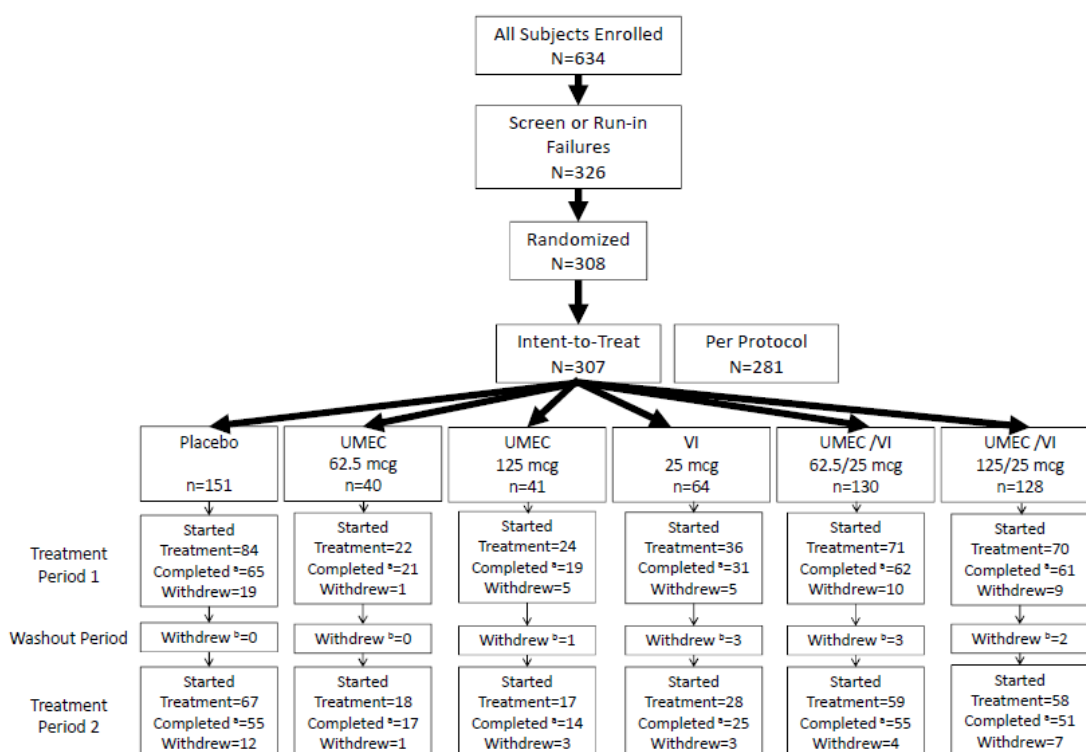 All Subjects Enrolled
N=634
Screen or Run-in
Failures
N=326
Randomized
N=308
Intent-to-Treat
N=307
Per Protocol
N=281
Placebo
n=151
UMEC
62.5 mcg
n=40
UMEC
125 mcg
n=41
VI
25 mcg
n=64
UMEC /VI
62.5/25 mcg
n=130
UMEC /VI
125/25 mcg
n=128
Treatment
Period 1
Started
Treatment=84
Completed ᵃ=65
Withdrew=19
Started
Treatment=22
Completed ᵃ=21
Withdrew=1
Started
Treatment=24
Completed ᵃ=19
Withdrew=5
Started
Treatment=36
Completed ᵃ=31
Withdrew=5
Started
Treatment=71
Completed ᵃ=62
Withdrew=10
Started
Treatment=70
Completed ᵃ=61
Withdrew=9
Washout Period
Withdrew ᵇ=0
Withdrew ᵇ=0
Withdrew ᵇ=1
Withdrew ᵇ=3
Withdrew ᵇ=3
Withdrew ᵇ=2
Treatment
Period 2
Started
Treatment=67
Completed ᵃ=55
Withdrew=12
Started
Treatment=18
Completed ᵃ=17
Withdrew=1
Started
Treatment=17
Completed ᵃ=14
Withdrew=3
Started
Treatment=28
Completed ᵃ=25
Withdrew=3
Started
Treatment=59
Completed ᵃ=55
Withdrew=4
Started
Treatment=58
Completed ᵃ=51
Withdrew=7